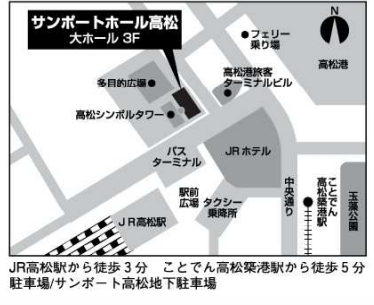 サンポートホール高松
大ホール 3F
N
フェリー
乗り場
高松港
多目的広場
高松港旅客
ターミナルビル
高松シンボルタワー
バス
ターミナル
JRホテル
駅前
広場
タクシー
乗降所
中央通り
ことでん
高松築港駅
玉藻公園
JR高松駅
JR高松駅から徒歩3分 ことでん高松築港駅から徒歩5分
駐車場/サンポート高松地下駐車場